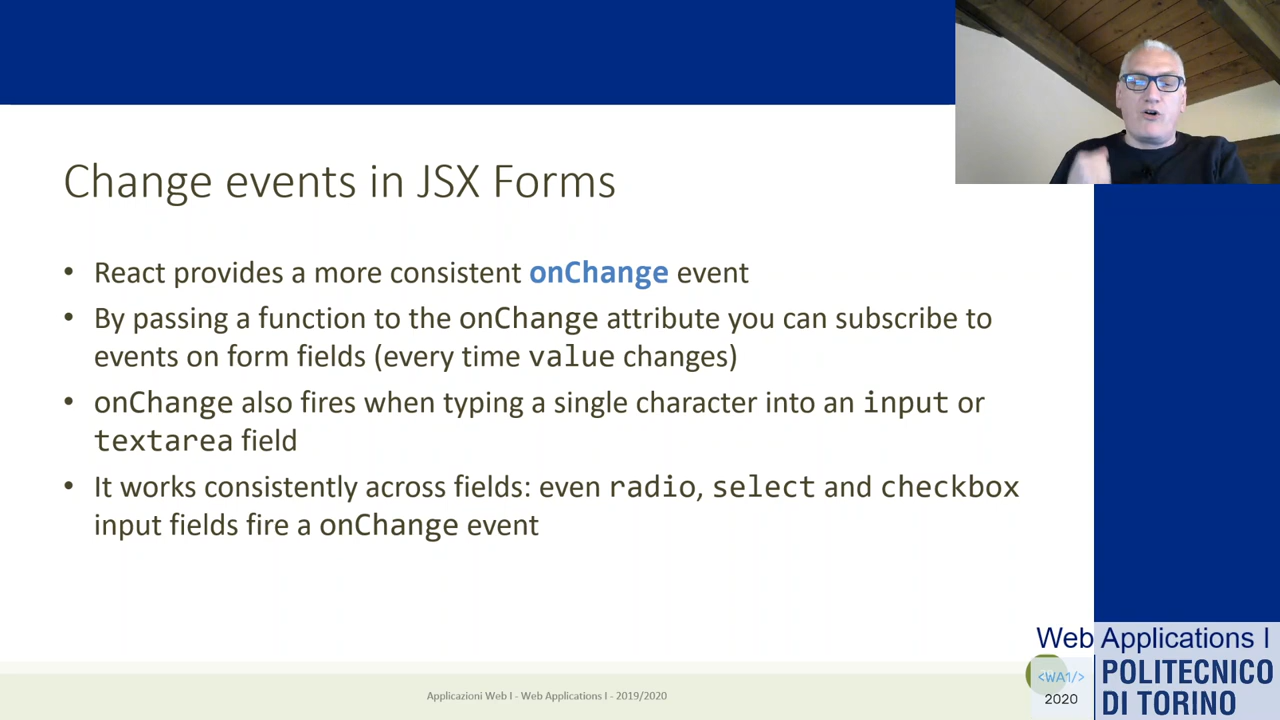 Change events in JSX Forms
• React provides a more consistent onChange event
• By passing a function to the onChange attribute you can subscribe to
events on form fields (every time value changes)
• onChange also fires when typing a single character into an input or
textarea field
• It works consistently across fields: even radio, select and checkbox
input fields fire a onChange event
Applicazioni Web I - Web Applications I - 2019/2020
Web Applications I
<WA1/>
2020
POLITECNICO
DI TORINO